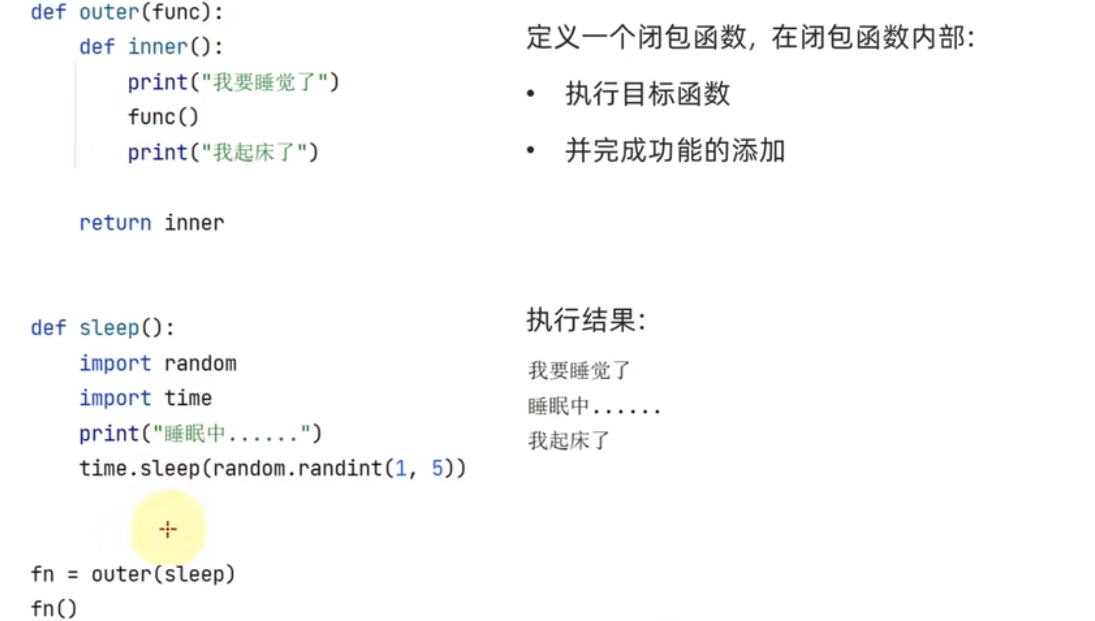 def outer(func):
    def inner():
        print("我要睡觉了")
        func()
        print("我起床了")
    return inner
def sleep():
    import random
    import time
    print("睡眠中......")
    time.sleep(random.randint(1, 5))
fn = outer(sleep)
fn()
定义一个闭包函数，在闭包函数内部：
• 执行目标函数
• 并完成功能的添加
执行结果：
我要睡觉了
睡眠中......
我起床了